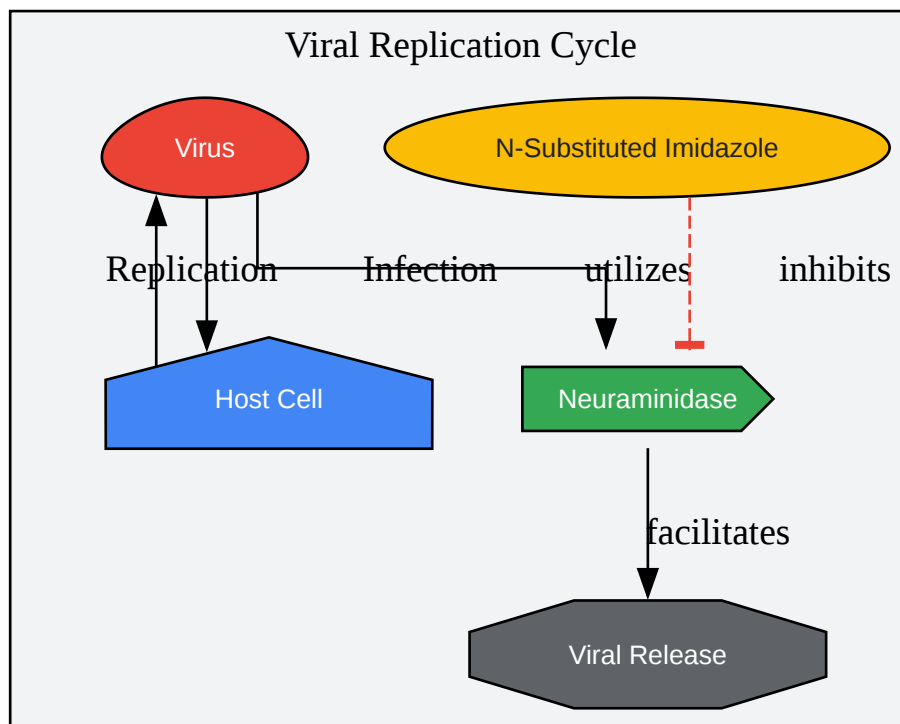 Viral Replication Cycle
Virus
N-Substituted Imidazole
Replication
Infection
utilizes
inhibits
Host Cell
Neuraminidase
facilitates
Viral Release